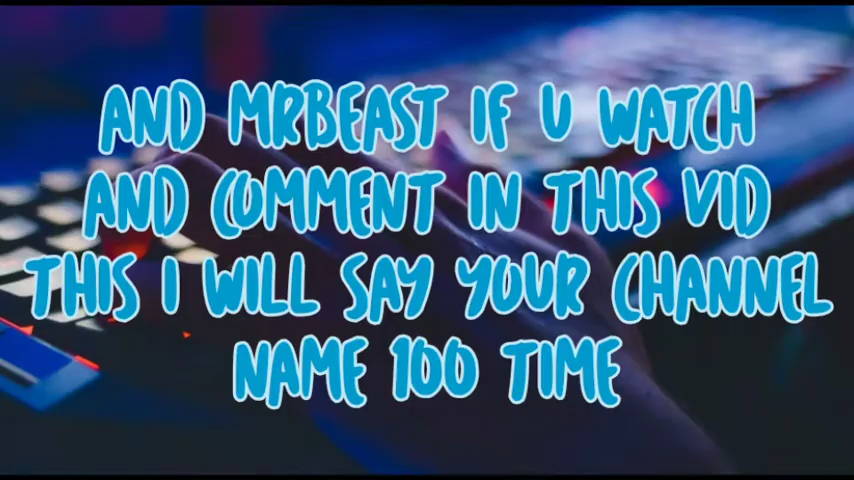 AND MRBEAST IF U WATCH
AND COMMENT IN THIS VID
THIS I WILL SAY YOUR CHANNEL
NAME 100 TIME